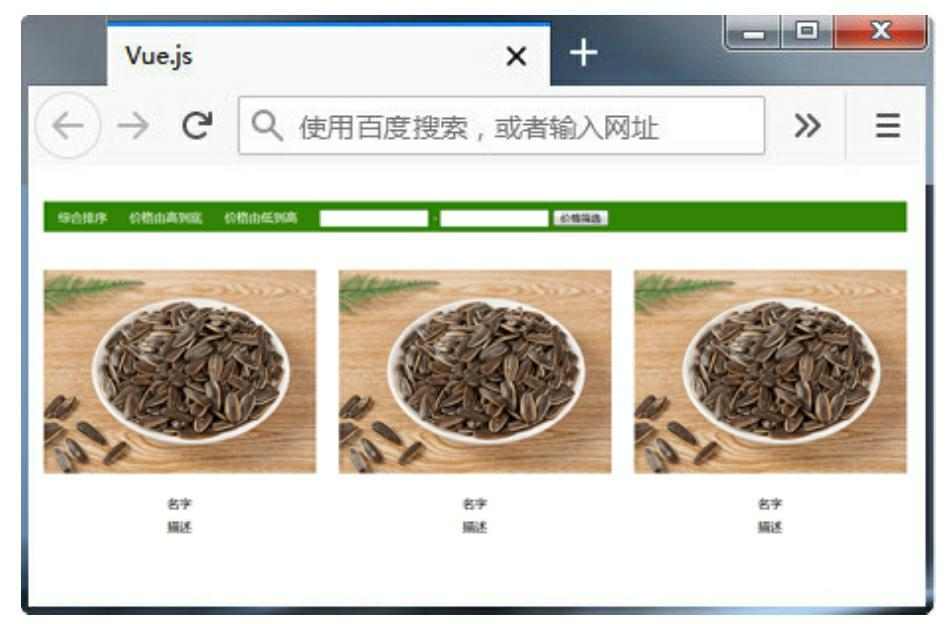 Vue.js
使用百度搜索，或者输入网址
综合排序 价格由高到底 价格由低到高 - 价格筛选
名字 名字 名字
描述 描述 描述